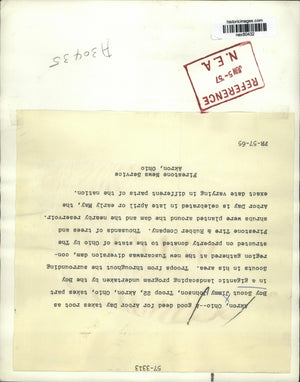 historicimages.com
REFERENCE
JUN 5-'57
N. E. A.
A30435
57-3313
Akron, Ohio--A good deed for Arbor Day takes root as
Boy Scout Jimmy Johnson, Troop 22, Akron, Ohio, takes part
in a gigantic landscaping program undertaken by the Boy
Scouts in his area. Troops from throughout the surrounding
region gathered at the new Tuscarawas diversion dam, con-
structed on property donated to the state of Ohio by The
Firestone Tire & Rubber Company. Thousands of trees and
shrubs were planted around the dam and the nearby reservoir.
Arbor Day is celebrated in late April or early May, the
exact date varying in different parts of the nation.
Firestone News Service
Akron, Ohio
PR-57-65